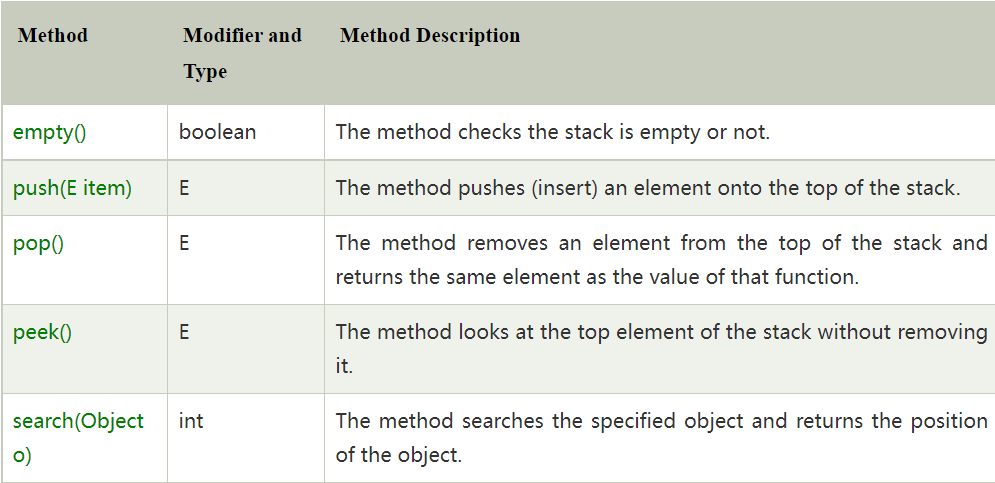 Method Modifier and Method Description
Type
empty() boolean The method checks the stack is empty or not.
push(E item) E The method pushes (insert) an element onto the top of the stack.
pop() E The method removes an element from the top of the stack and
returns the same element as the value of that function.
peek() E The method looks at the top element of the stack without removing
it.
search(Object int The method searches the specified object and returns the position
o) of the object.